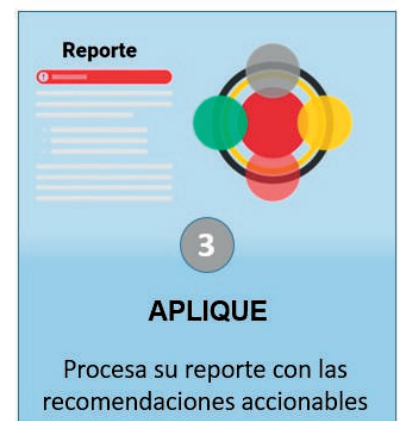 Reporte
3
APLIQUE
Procesa su reporte con las
recomendaciones accionables